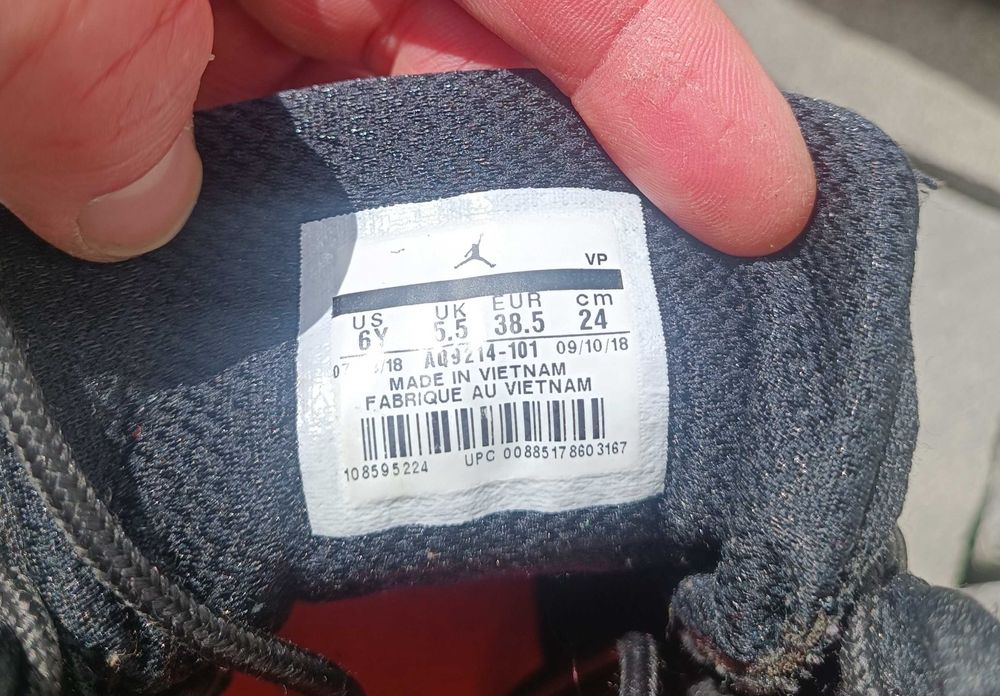 VP
US UK EUR cm
6Y 5.5 38.5 24
AQ9214-101 09/10/18
MADE IN VIETNAM
FABRIQUE AU VIETNAM
108595224 UPC 00885178603167